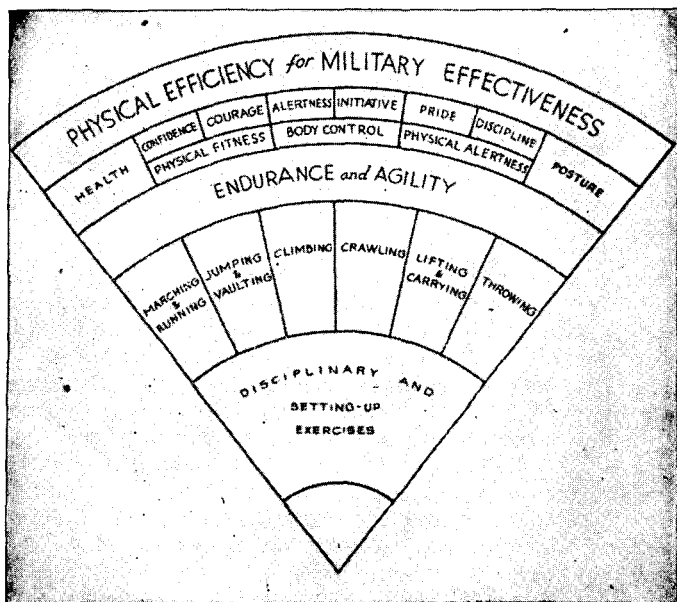 PHYSICAL EFFICIENCY for MILITARY EFFECTIVENESS
HEALTH
CONFIDENCE
COURAGE
ALERTNESS
INITIATIVE
PRIDE
DISCIPLINE
POSTURE
PHYSICAL FITNESS
BODY CONTROL
PHYSICAL ALERTNESS
ENDURANCE and AGILITY
MARCHING
&
RUNNING
JUMPING
&
VAULTING
CLIMBING
CRAWLING
LIFTING
&
CARRYING
THROWING
DISCIPLINARY AND
SETTING-UP
EXERCISES